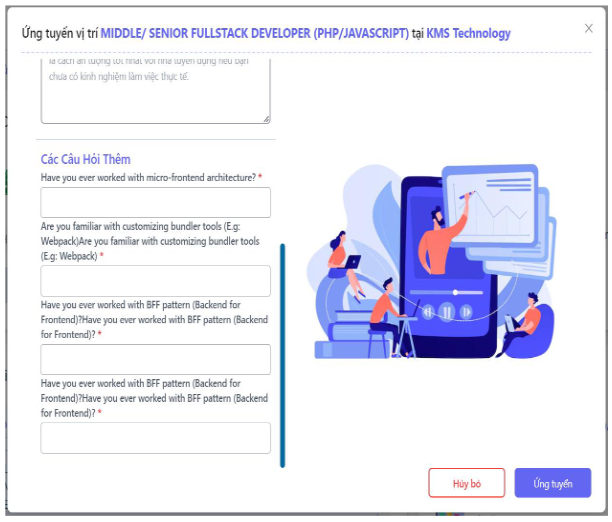 Ứng tuyển vị trí MIDDLE/ SENIOR FULLSTACK DEVELOPER (PHP/JAVASCRIPT) tại KMS Technology
X
là cách ấn tượng tốt nhất với nhà tuyển dụng nếu bạn
chưa có kinh nghiệm làm việc thực tế.
Các Câu Hỏi Thêm
Have you ever worked with micro-frontend architecture? *
Are you familiar with customizing bundler tools (E.g:
Webpack)Are you familiar with customizing bundler tools
(E.g: Webpack) *
Have you ever worked with BFF pattern (Backend for
Frontend)?Have you ever worked with BFF pattern (Backend
for Frontend)? *
Have you ever worked with BFF pattern (Backend for
Frontend)?Have you ever worked with BFF pattern (Backend
for Frontend)? *
Hủy bỏ
Ứng tuyển